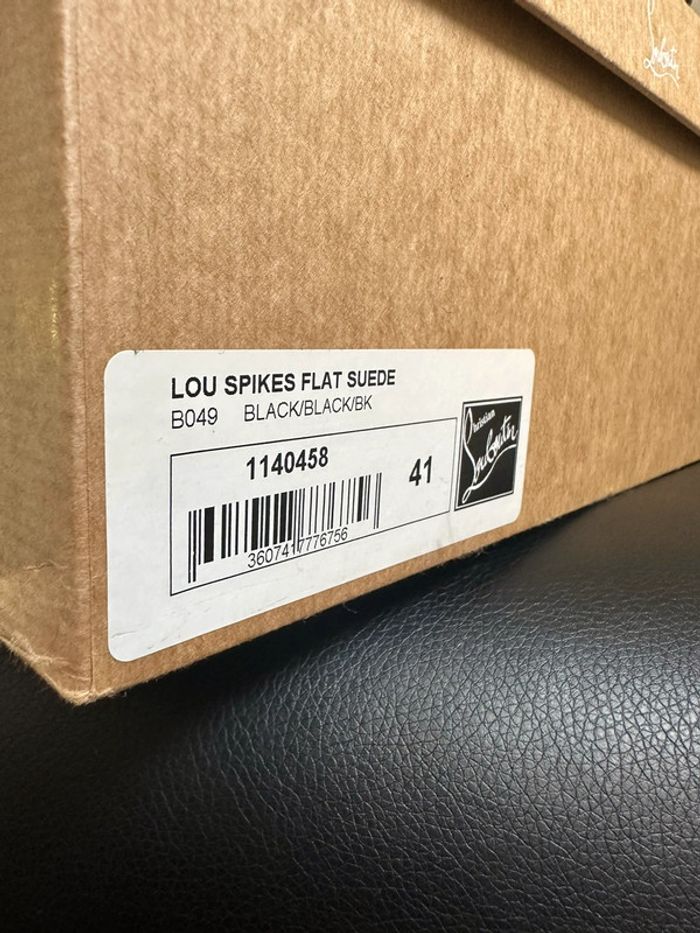 LOU SPIKES FLAT SUEDE
B049 BLACK/BLACK/BK
1140458
41
3607417776756
Christian
Louboutin